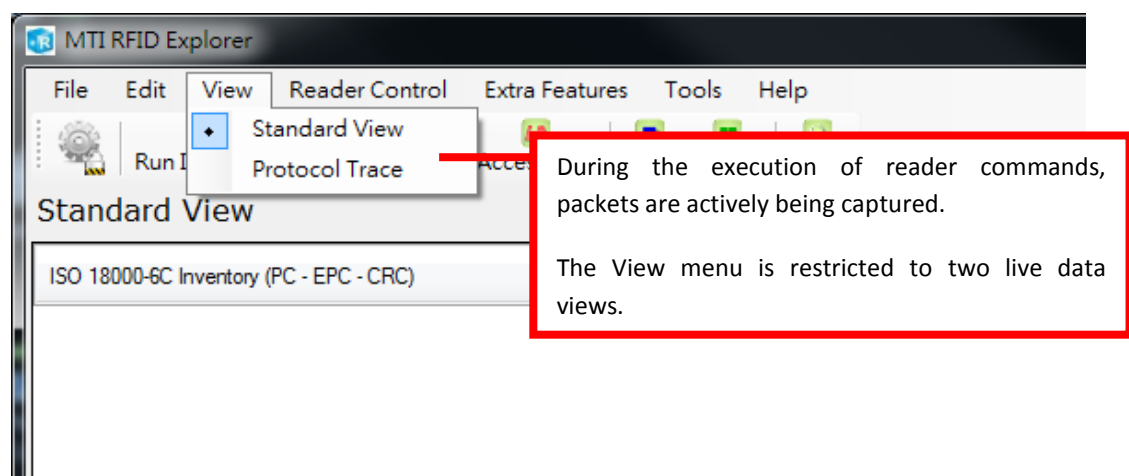 MTI RFID Explorer
File Edit View Reader Control Extra Features Tools Help
Standard View
Protocol Trace
Run
Standard View
ISO 18000-6C Inventory (PC - EPC - CRC)
During the execution of reader commands,
packets are actively being captured.
The View menu is restricted to two live data
views.